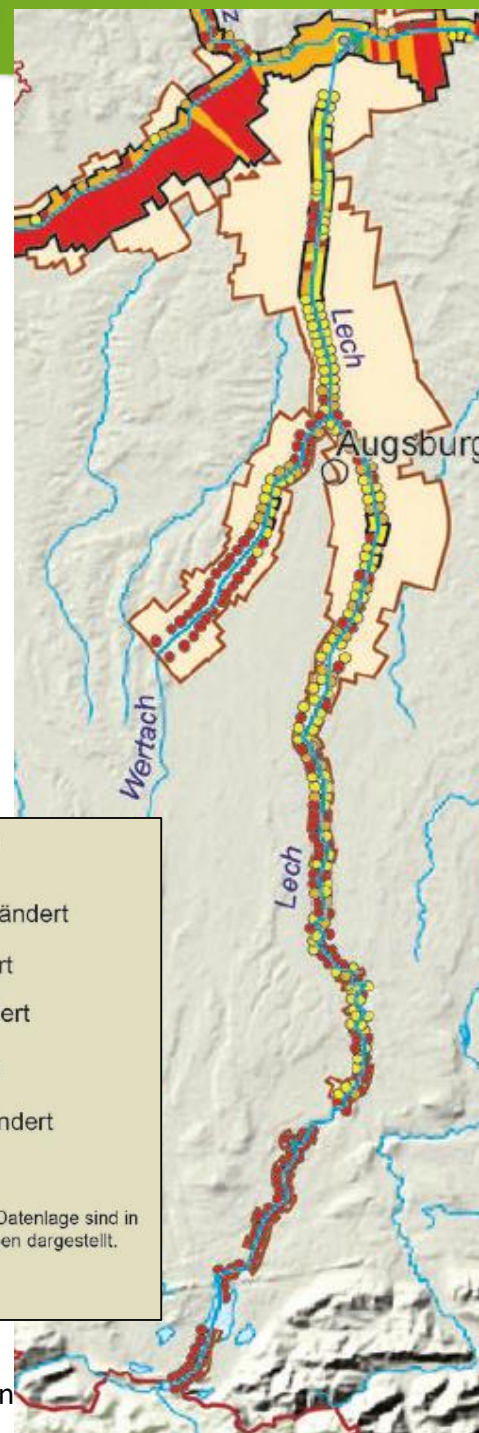 Lech
Augsburg
Wertach
Lech
ändert
rt
ert
ndert
Datenlage sind in
en dargestellt.
n